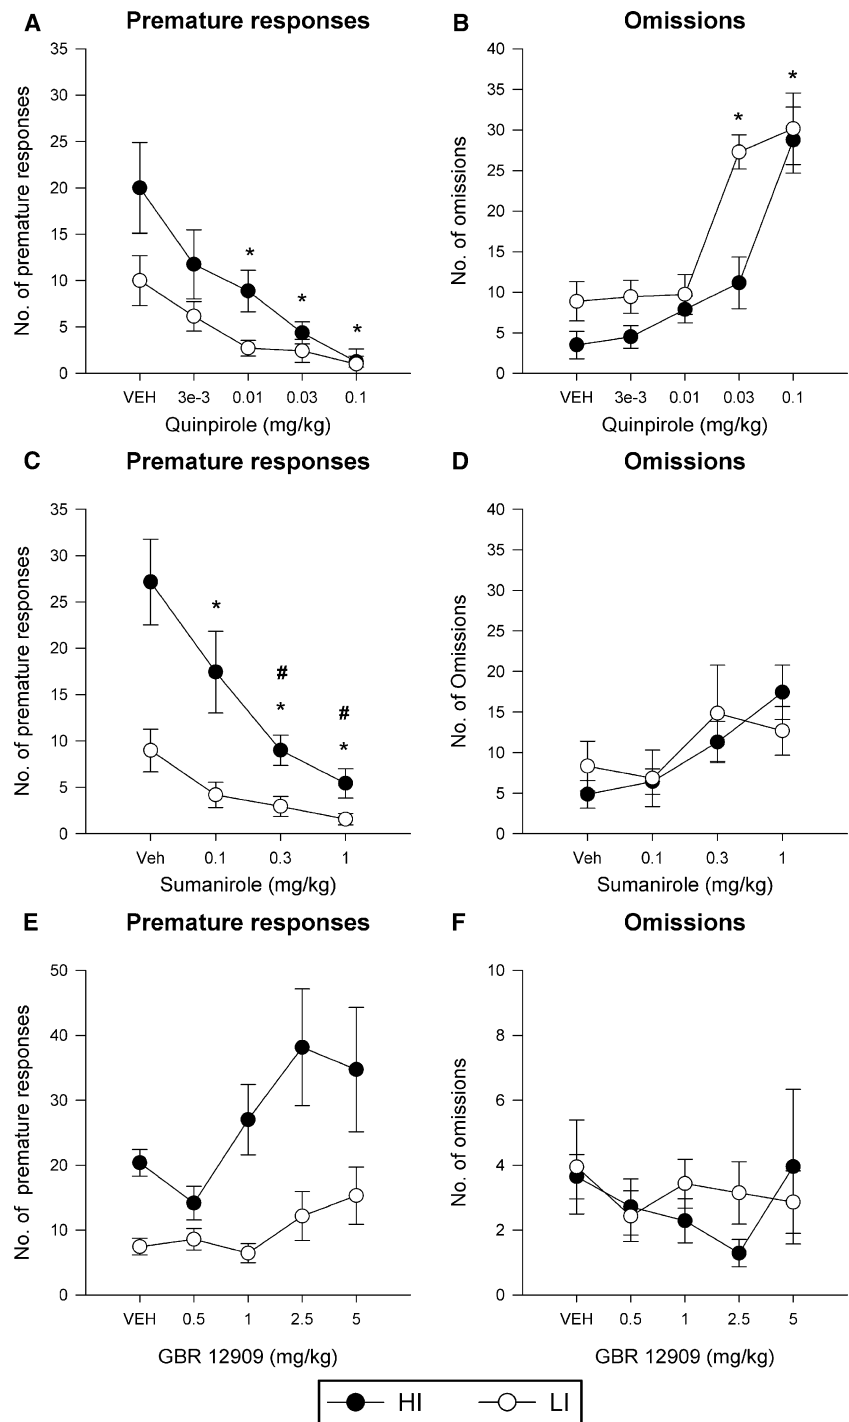 A Premature responses
35
30
25
20
15
10
5
0
No. of premature responses
*
*
*
VEH 3e-3 0.01 0.03 0.1
Quinpirole (mg/kg)
B Omissions
40
35
30
25
20
15
10
5
0
No. of omissions
*
*
VEH 3e-3 0.01 0.03 0.1
Quinpirole (mg/kg)
C Premature responses
35
30
25
20
15
10
5
0
No. of premature responses
*
#
*
#
*
Veh 0.1 0.3 1
Sumanirole (mg/kg)
D Omissions
40
35
30
25
20
15
10
5
0
No. of Omissions
Veh 0.1 0.3 1
Sumanirole (mg/kg)
E Premature responses
50
40
30
20
10
0
No. of premature responses
VEH 0.5 1 2.5 5
GBR 12909 (mg/kg)
F Omissions
10
8
6
4
2
0
No. of omissions
VEH 0.5 1 2.5 5
GBR 12909 (mg/kg)
HI LI